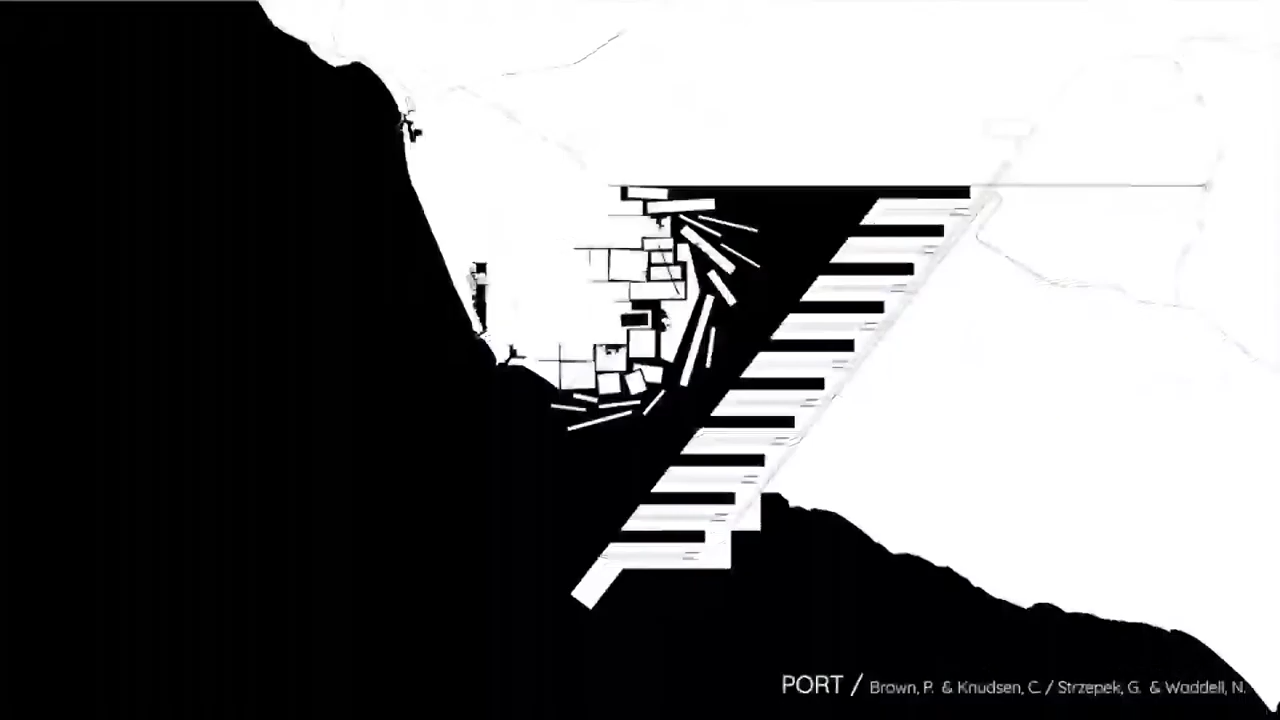 PORT / Brown, P. & Knudsen, C. / Strzepek, G. & Waddell, N.